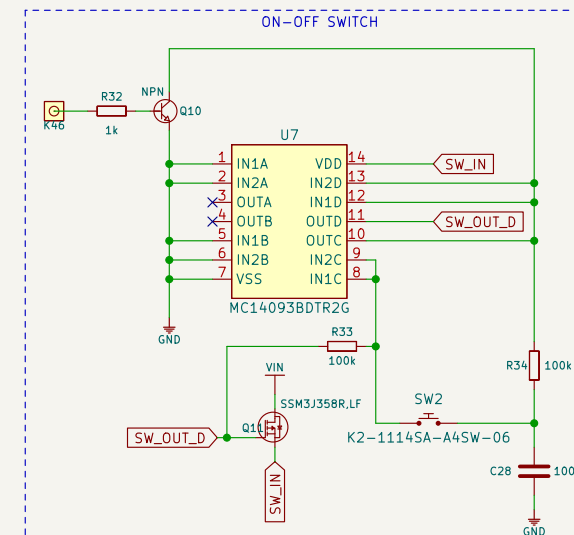 ON-OFF SWITCH
NPN
R32
Q10
K46
1k
U7
1 IN1A VDD 14 SW_IN
2 IN2A IN2D 13
3 OUTA IN1D 12
4 OUTB OUTD 11 SW_OUT_D
5 IN1B OUTC 10
6 IN2B IN2C 9
7 VSS IN1C 8
MC14093BDTR2G
GND
R33
100k
VIN
R34 100k
SSM3J358R,LF
SW2
Q11
SW_OUT_D
K2-1114SA-A4SW-06
SW_IN
C28 100
GND